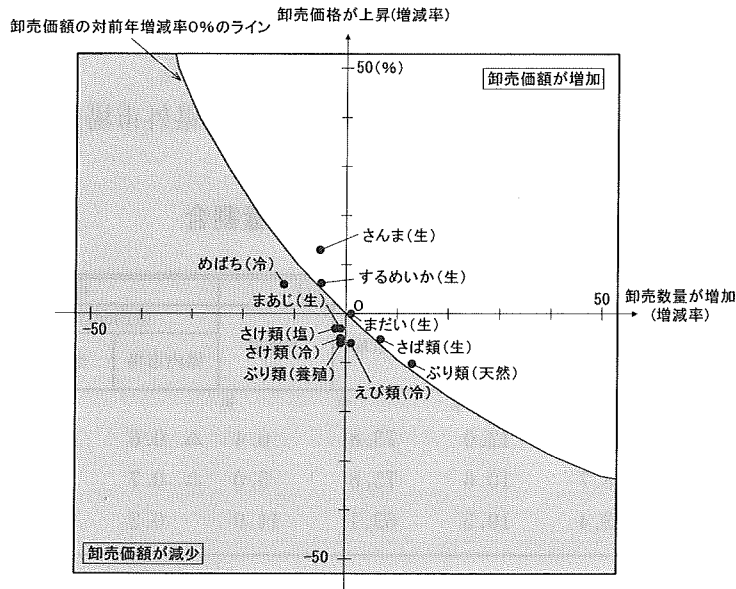 卸売価格が上昇(増減率)
卸売価額の対前年増減率0%のライン
50(%)
卸売価額が増加
さんま(生)
めばち(冷)
するめいか(生)
まあじ(生)
0
50
卸売数量が増加
(増減率)
-50
まだい(生)
さけ類(塩)
さば類(生)
さけ類(冷)
ぶり類(養殖)
ぶり類(天然)
えび類(冷)
卸売価額が減少
-50